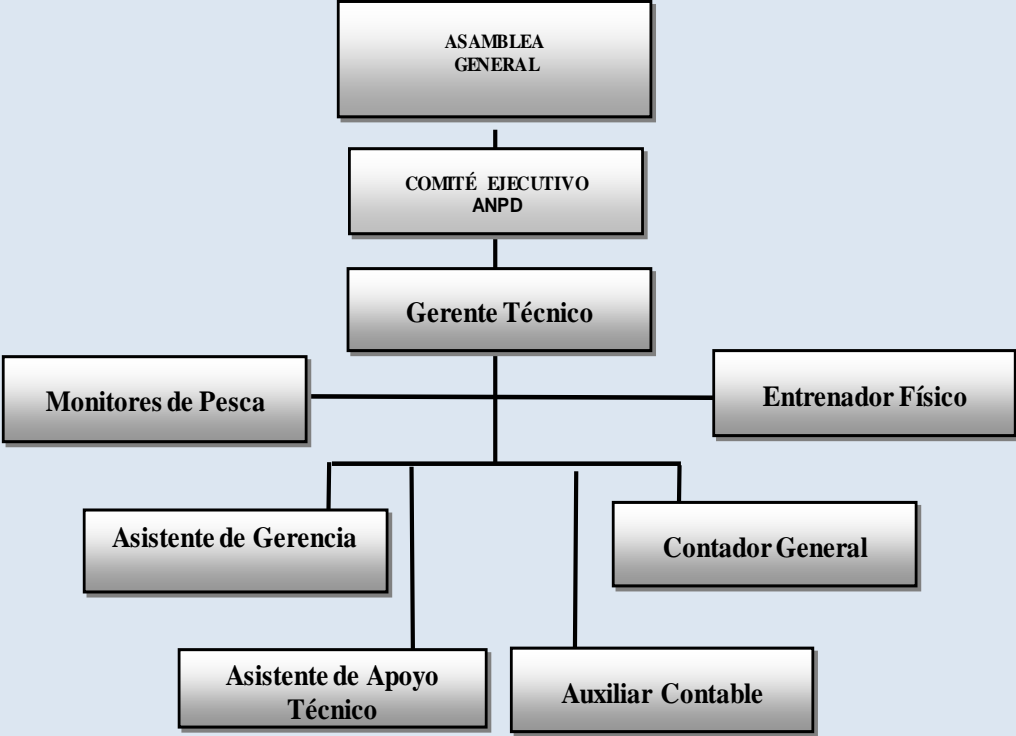 ASAMBLEA
GENERAL
COMITÉ EJECUTIVO
ANPD
Gerente Técnico
Monitores de Pesca
Entrenador Físico
Asistente de Gerencia
Contador General
Asistente de Apoyo
Técnico
Auxiliar Contable